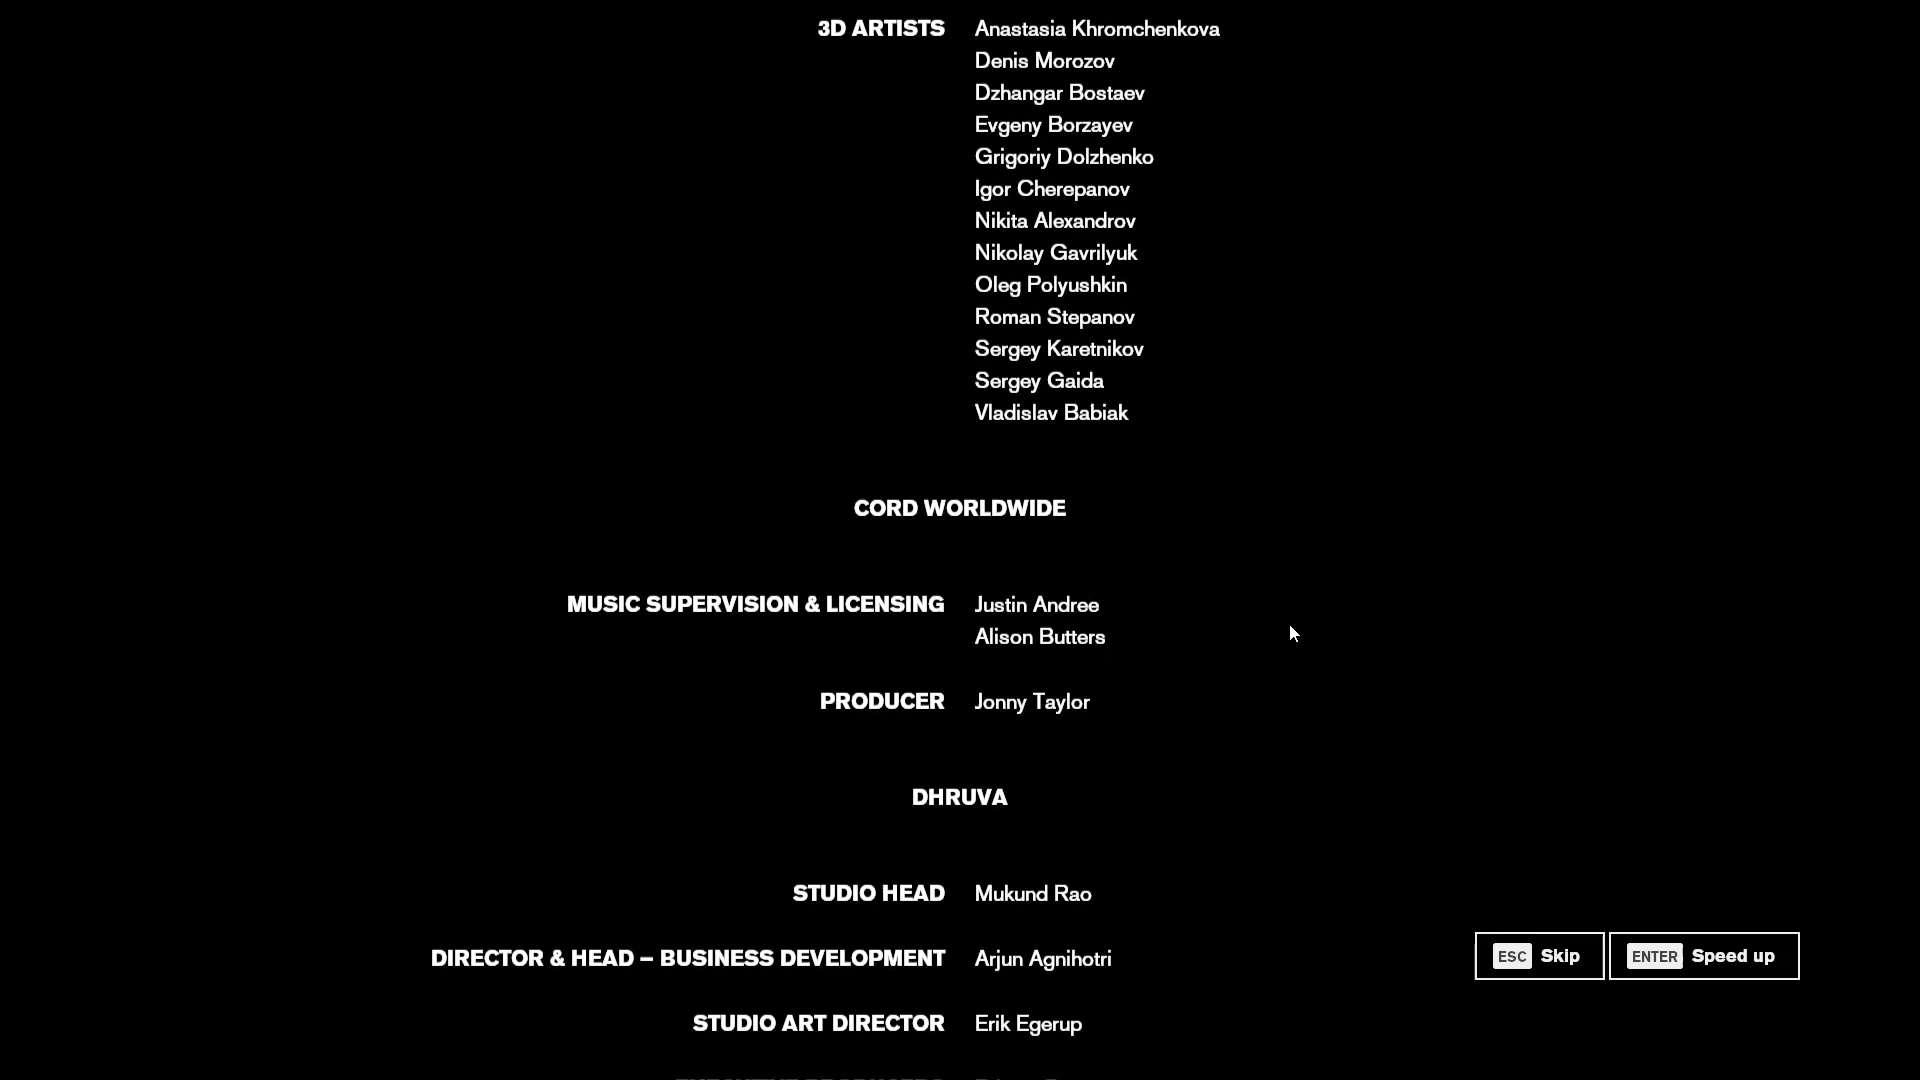 3D ARTISTS Anastasia Khromchenkova
Denis Morozov
Dzhangar Bostaev
Evgeny Borzayev
Grigoriy Dolzhenko
Igor Cherepanov
Nikita Alexandrov
Nikolay Gavrilyuk
Oleg Polyushkin
Roman Stepanov
Sergey Karetnikov
Sergey Gaida
Vladislav Babiak
CORD WORLDWIDE
MUSIC SUPERVISION & LICENSING Justin Andree
Alison Butters
PRODUCER Jonny Taylor
DHRUVA
STUDIO HEAD Mukund Rao
DIRECTOR & HEAD – BUSINESS DEVELOPMENT Arjun Agnihotri
ESC Skip ENTER Speed up
STUDIO ART DIRECTOR Erik Egerup